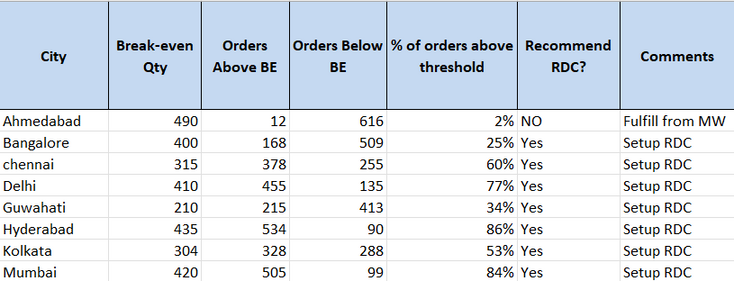 City Break-even Qty Orders Above BE Orders Below BE % of orders above threshold Recommend RDC? Comments
Ahmedabad 490 12 616 2% NO Fulfill from MW
Bangalore 400 168 509 25% Yes Setup RDC
chennai 315 378 255 60% Yes Setup RDC
Delhi 410 455 135 77% Yes Setup RDC
Guwahati 210 215 413 34% Yes Setup RDC
Hyderabad 435 534 90 86% Yes Setup RDC
Kolkata 304 328 288 53% Yes Setup RDC
Mumbai 420 505 99 84% Yes Setup RDC